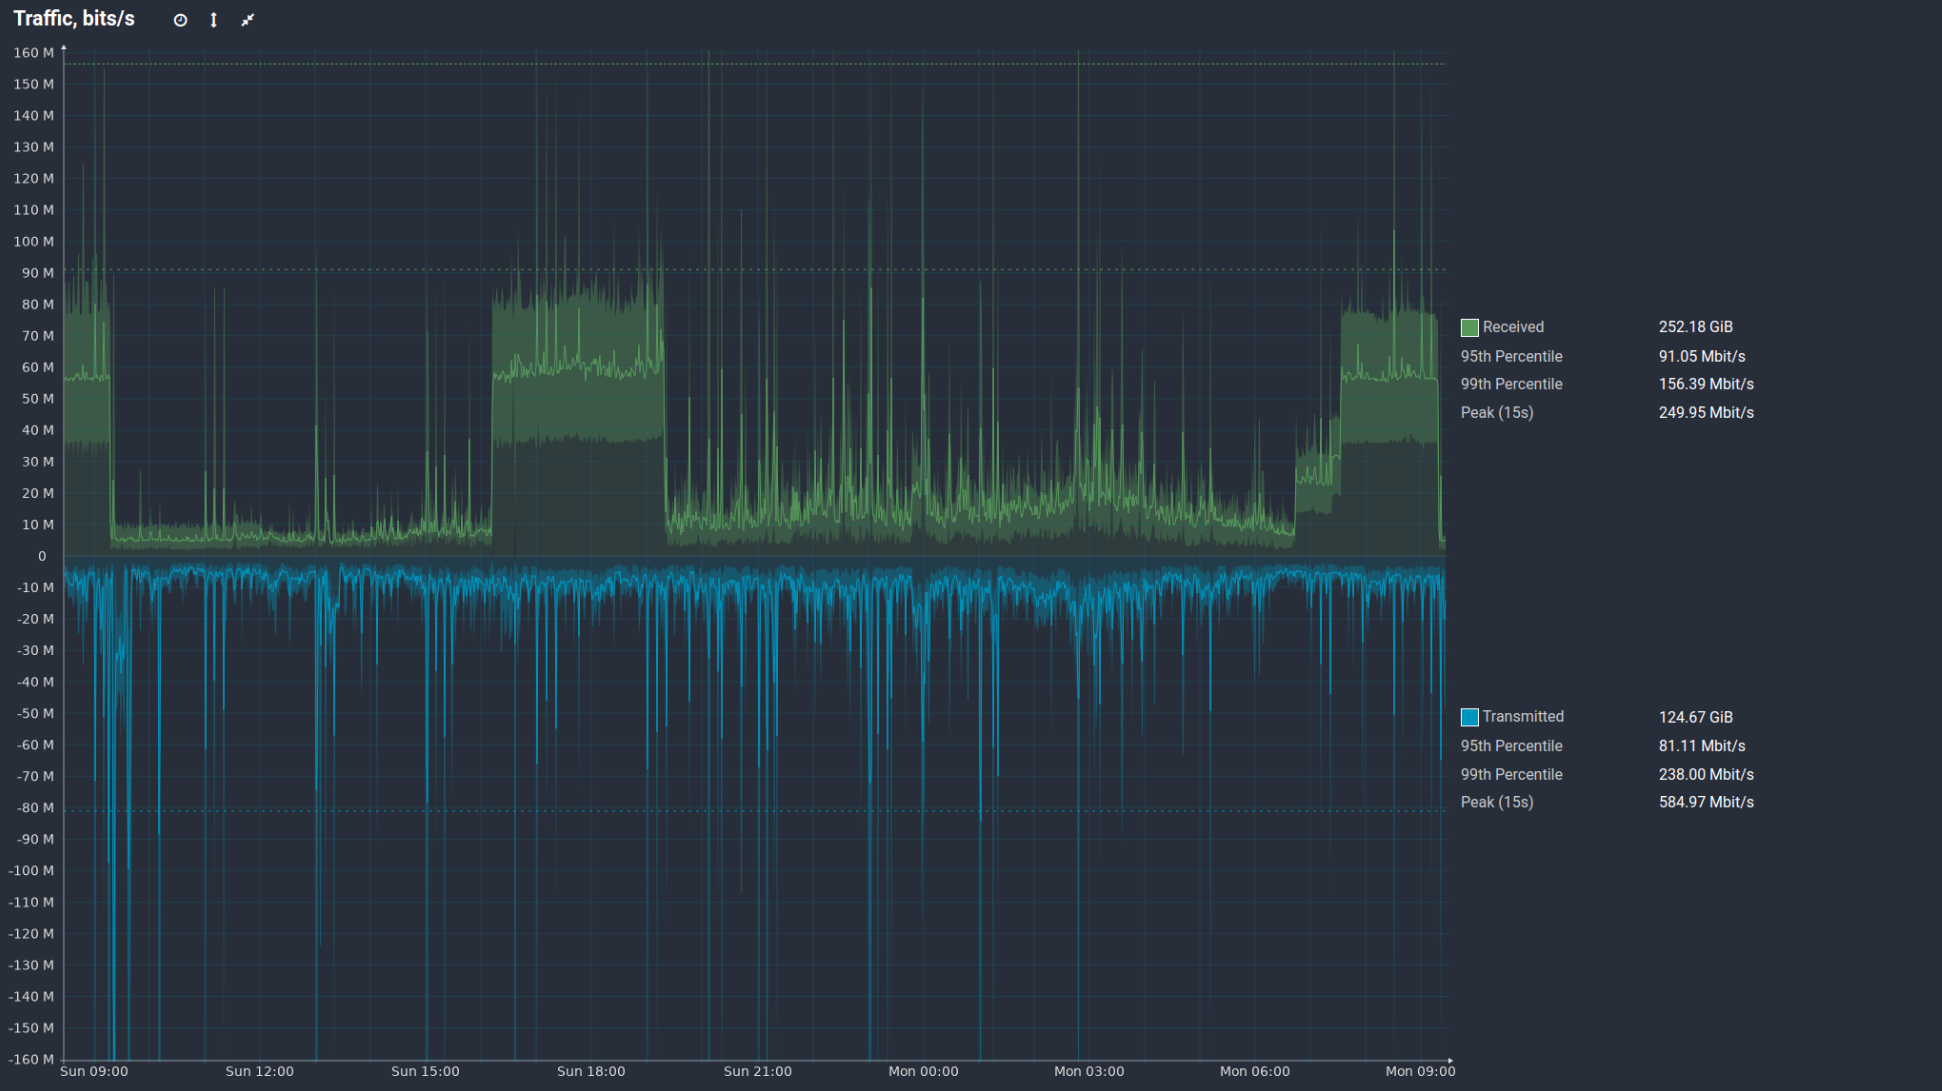 Traffic, bits/s
160 M
150 M
140 M
130 M
120 M
110 M
100 M
90 M
80 M
70 M
60 M
50 M
40 M
30 M
20 M
10 M
0
-10 M
-20 M
-30 M
-40 M
-50 M
-60 M
-70 M
-80 M
-90 M
-100 M
-110 M
-120 M
-130 M
-140 M
-150 M
-160 M
Sun 09:00 Sun 12:00 Sun 15:00 Sun 18:00 Sun 21:00 Mon 00:00 Mon 03:00 Mon 06:00 Mon 09:00
Received 252.18 GiB
95th Percentile 91.05 Mbit/s
99th Percentile 156.39 Mbit/s
Peak (15s) 249.95 Mbit/s
Transmitted 124.67 GiB
95th Percentile 81.11 Mbit/s
99th Percentile 238.00 Mbit/s
Peak (15s) 584.97 Mbit/s